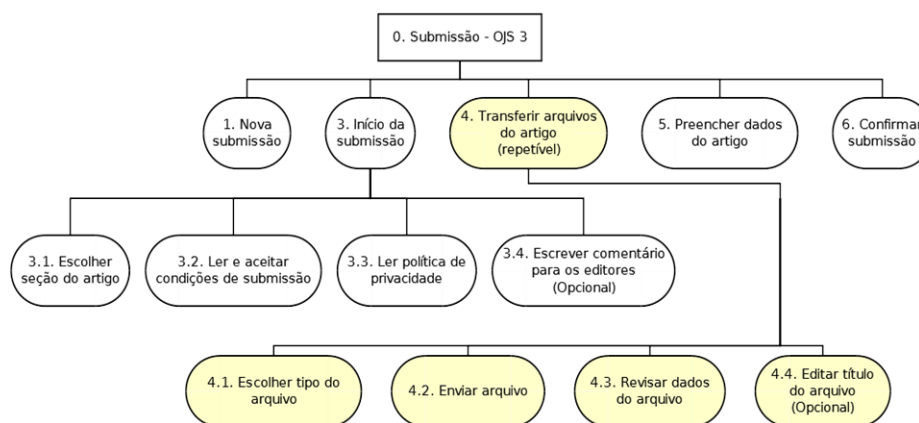 0. Submissão - OJS 3
1. Nova
submissão
3. Início da
submissão
4. Transferir arquivos
do artigo
(repetível)
5. Preencher dados
do artigo
6. Confirmar
submissão
3.1. Escolher
seção do artigo
3.2. Ler e aceitar
condições de submissão
3.3. Ler política de
privacidade
3.4. Escrever comentário
para os editores
(Opcional)
4.1. Escolher tipo do
arquivo
4.2. Enviar arquivo
4.3. Revisar dados
do arquivo
4.4. Editar título
do arquivo
(Opcional)